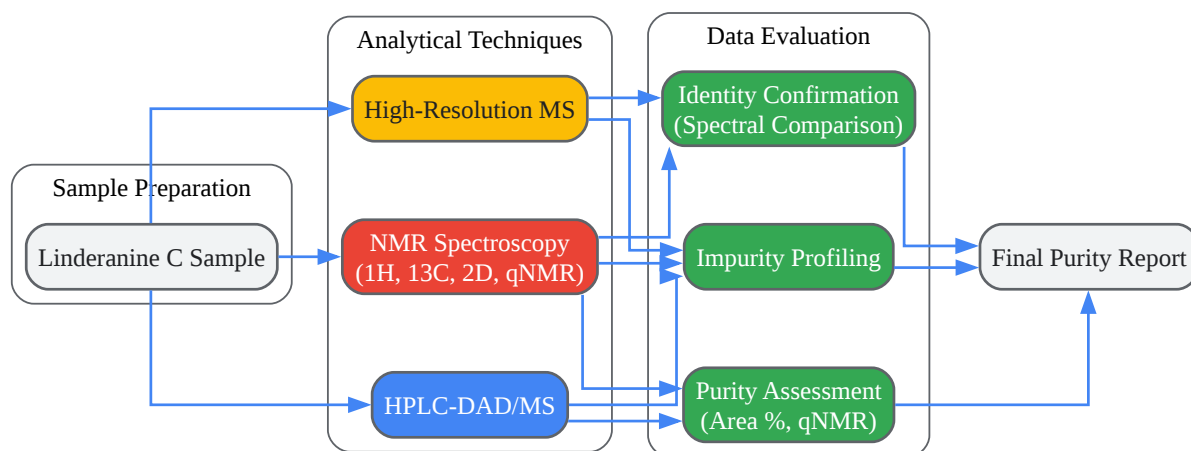 Analytical Techniques
Data Evaluation
High-Resolution MS
Identity Confirmation
(Spectral Comparison)
Sample Preparation
Linderanine C Sample
NMR Spectroscopy
(1H, 13C, 2D, qNMR)
Impurity Profiling
Final Purity Report
HPLC-DAD/MS
Purity Assessment
(Area %, qNMR)